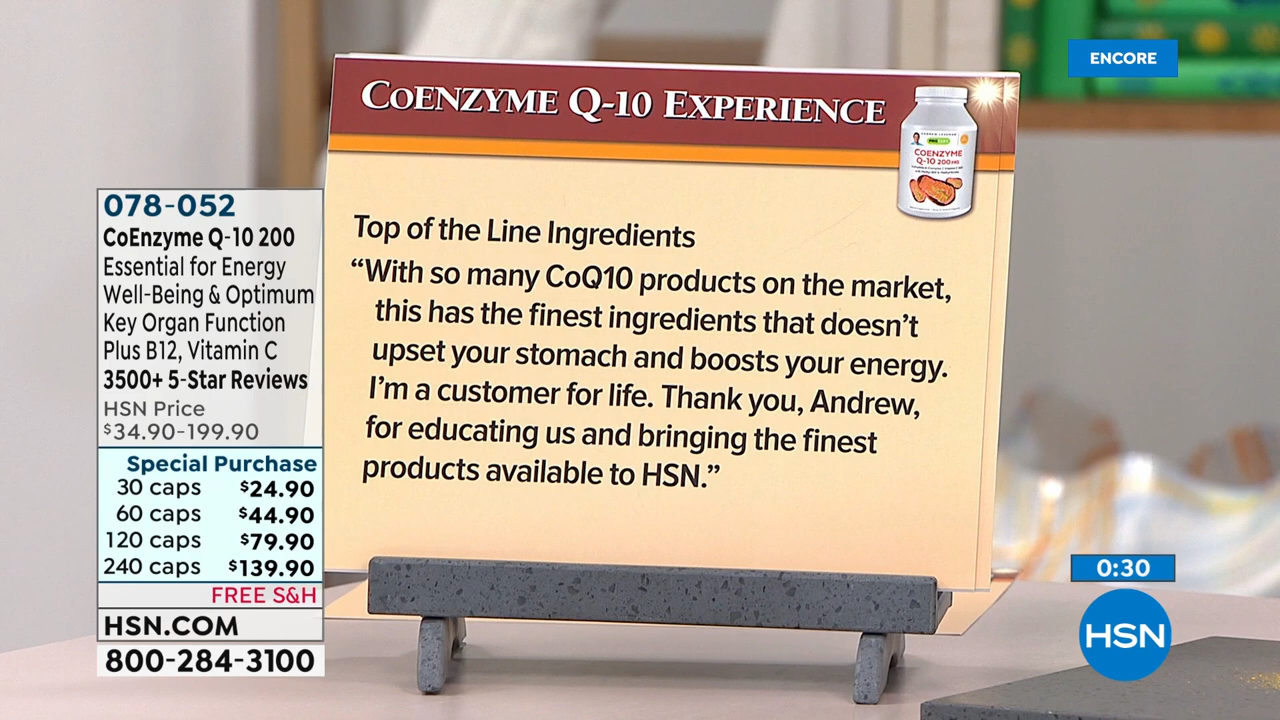 ENCORE
COENZYME Q-10 EXPERIENCE
COENZYME
Q-10 200 MG
Top of the Line Ingredients
“With so many CoQ10 products on the market,
this has the finest ingredients that doesn’t
upset your stomach and boosts your energy.
I’m a customer for life. Thank you, Andrew,
for educating us and bringing the finest
products available to HSN.”
078-052
CoEnzyme Q-10 200
Essential for Energy
Well-Being & Optimum
Key Organ Function
Plus B12, Vitamin C
3500+ 5-Star Reviews
HSN Price
$34.90-199.90
Special Purchase
30 caps $24.90
60 caps $44.90
120 caps $79.90
240 caps $139.90
FREE S&H
HSN.COM
800-284-3100
0:30
HSN